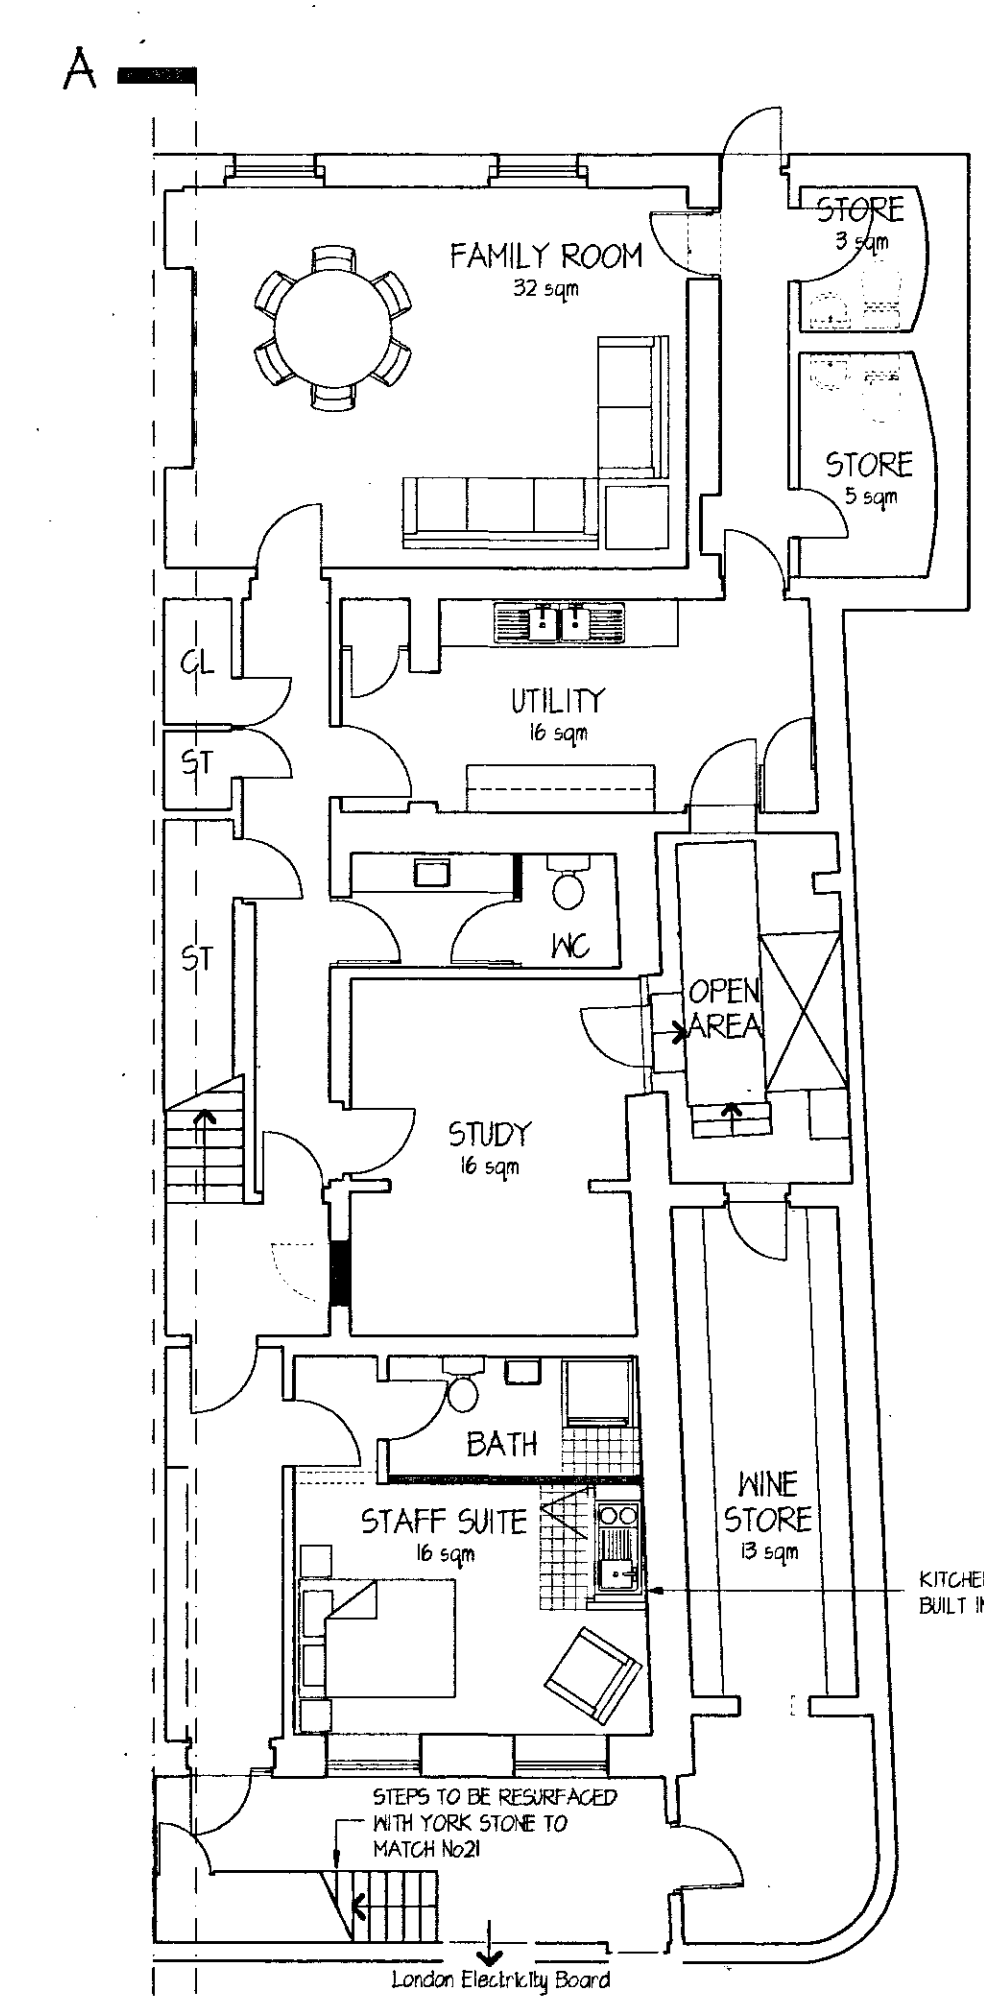 A
STORE
3 sqm
FAMILY ROOM
32 sqm
STORE
5 sqm
CL
UTILITY
16 sqm
ST
WC
ST
OPEN
AREA
STUDY
16 sqm
BATH
WINE
STORE
13 sqm
STAFF SUITE
16 sqm
KITCHE
BUILT I
STEPS TO BE RESURFACED
WITH YORK STONE TO
MATCH No21
London Electricity Board